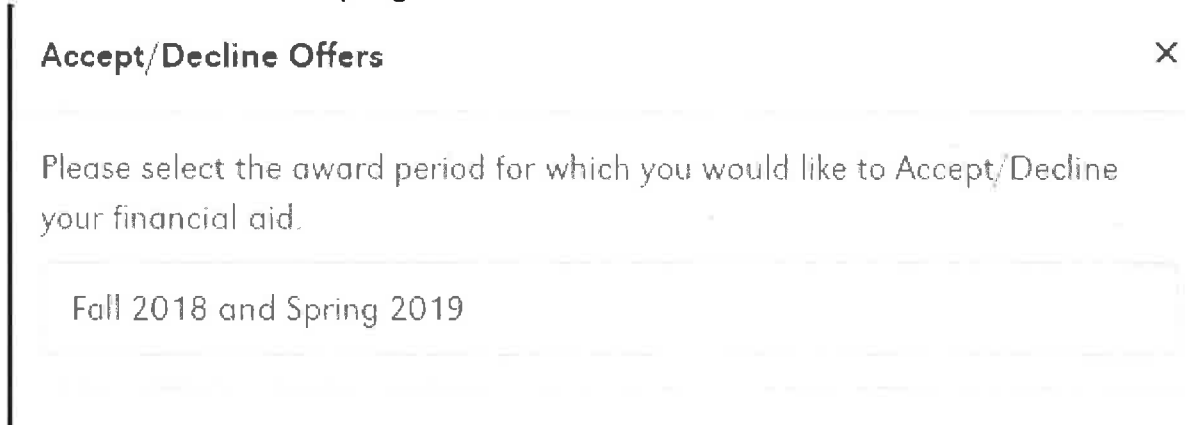 Accept/Decline Offers ×
Please select the award period for which you would like to Accept/Decline
your financial aid.
Fall 2018 and Spring 2019